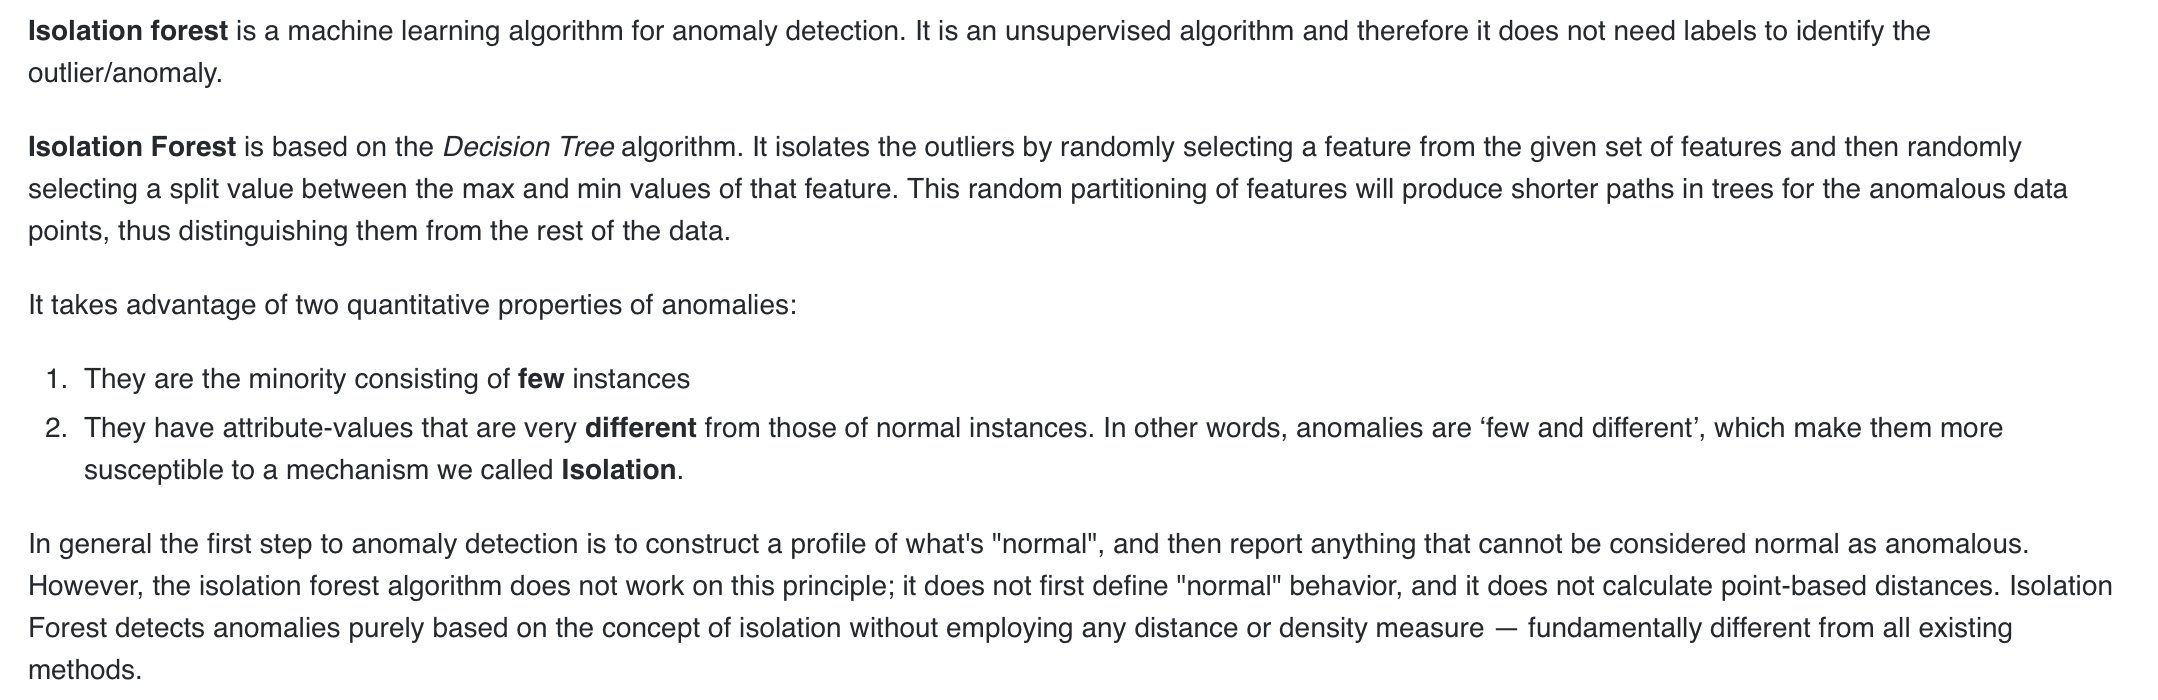 Isolation forest is a machine learning algorithm for anomaly detection. It is an unsupervised algorithm and therefore it does not need labels to identify the
outlier/anomaly.
Isolation Forest is based on the Decision Tree algorithm. It isolates the outliers by randomly selecting a feature from the given set of features and then randomly
selecting a split value between the max and min values of that feature. This random partitioning of features will produce shorter paths in trees for the anomalous data
points, thus distinguishing them from the rest of the data.
It takes advantage of two quantitative properties of anomalies:
1. They are the minority consisting of few instances
2. They have attribute-values that are very different from those of normal instances. In other words, anomalies are ‘few and different’, which make them more
susceptible to a mechanism we called Isolation.
In general the first step to anomaly detection is to construct a profile of what's "normal", and then report anything that cannot be considered normal as anomalous.
However, the isolation forest algorithm does not work on this principle; it does not first define "normal" behavior, and it does not calculate point-based distances. Isolation
Forest detects anomalies purely based on the concept of isolation without employing any distance or density measure — fundamentally different from all existing
methods.